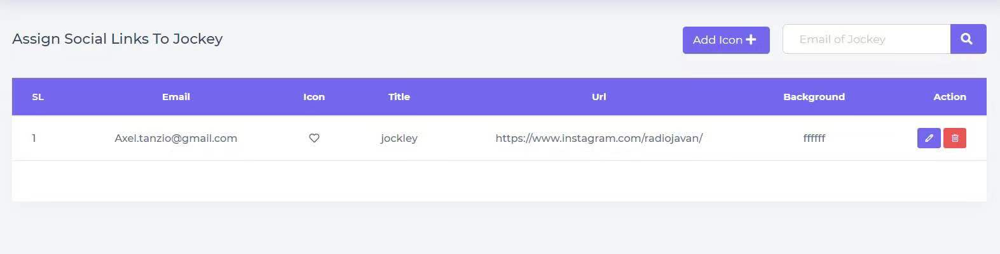 Assign Social Links To Jockey
Add Icon
Email of Jockey
SL Email Icon Title Url Background Action
1 Axel.tanzio@gmail.com jockley https://www.instagram.com/radiojavan/ ffffff